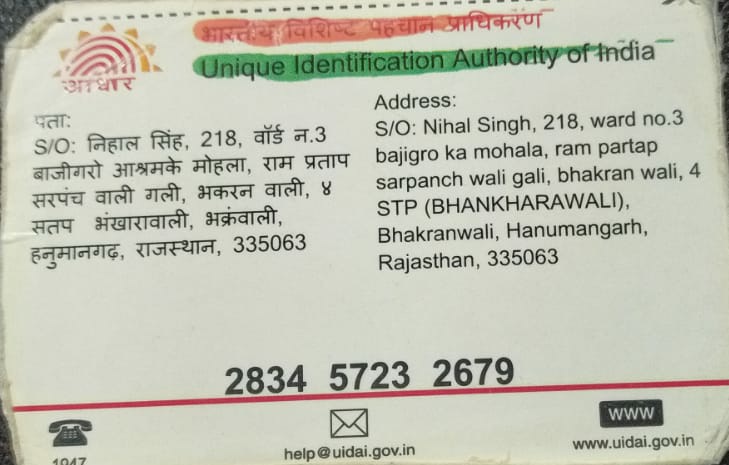 भारतीय विशिष्ट पहचान प्राधिकरण
Unique Identification Authority of India
आधार
पता:
S/O: निहाल सिंह, 218, वॉर्ड न.3
बाजीगरो आश्रमके मोहला, राम प्रताप
सरपंच वाली गली, भकरन वाली, ४
सतप भंखारावाली, भक्रंवाली,
हनुमानगढ़, राजस्थान, 335063
Address:
S/O: Nihal Singh, 218, ward no.3
bajigro ka mohala, ram partap
sarpanch wali gali, bhakran wali, 4
STP (BHANKHARAWALI),
Bhakranwali, Hanumangarh,
Rajasthan, 335063
2834 5723 2679
1947
help@uidai.gov.in
www
www.uidai.gov.in